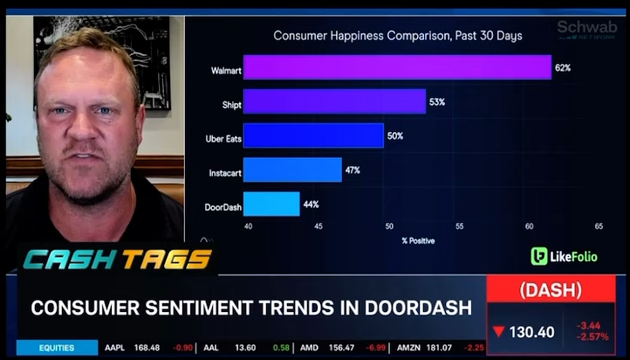 Schwab
NETWORK
Consumer Happiness Comparison, Past 30 Days
Walmart 62%
Shipt 53%
Uber Eats 50%
Instacart 47%
DoorDash 44%
40 45 50 55 60 65
% Positive
LikeFolio
CASH TAGS
CONSUMER SENTIMENT TRENDS IN DOORDASH
(DASH)
130.40 -3.44
-2.57%
EQUITIES AAPL 168.48 -0.90 AAL 13.60 0.58 AMD 156.47 -6.99 AMZN 181.07 -2.25